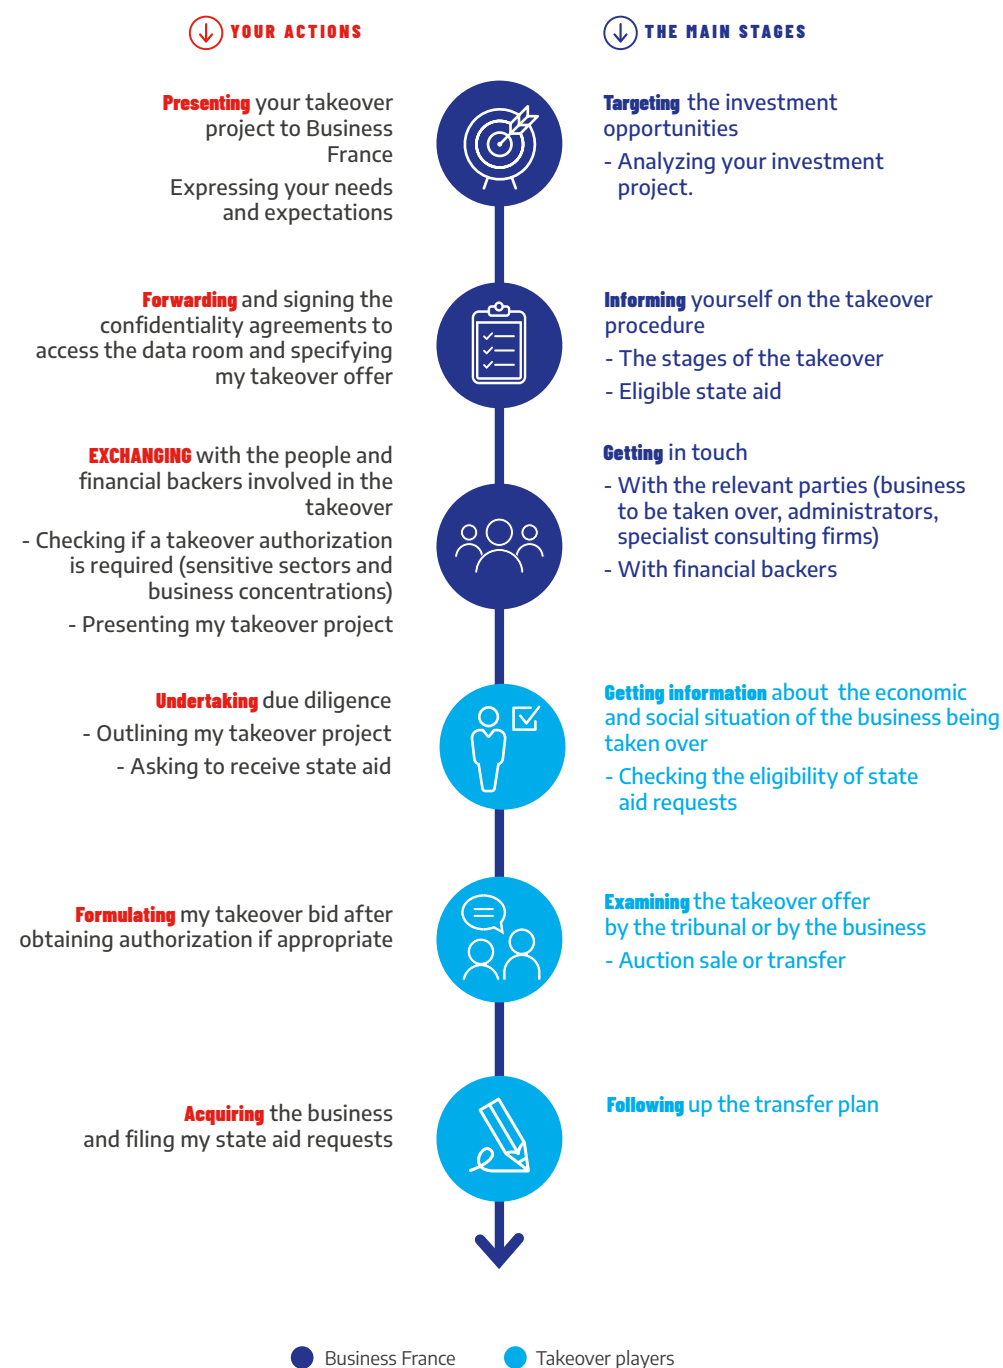 YOUR ACTIONS
THE MAIN STAGES
Presenting your takeover
project to Business
France
Expressing your needs
and expectations
Targeting the investment
opportunities
- Analyzing your investment
project.
Forwarding and signing the
confidentiality agreements to
access the data room and specifying
my takeover offer
Informing yourself on the takeover
procedure
- The stages of the takeover
- Eligible state aid
EXCHANGING with the people and
financial backers involved in the
takeover
- Checking if a takeover authorization
is required (sensitive sectors and
business concentrations)
- Presenting my takeover project
Getting in touch
- With the relevant parties (business
to be taken over, administrators,
specialist consulting firms)
- With financial backers
Undertaking due diligence
- Outlining my takeover project
- Asking to receive state aid
Getting information about the economic
and social situation of the business being
taken over
- Checking the eligibility of state
aid requests
Formulating my takeover bid after
obtaining authorization if appropriate
Examining the takeover offer
by the tribunal or by the business
- Auction sale or transfer
Acquiring the business
and filing my state aid requests
Following up the transfer plan
Business France
Takeover players